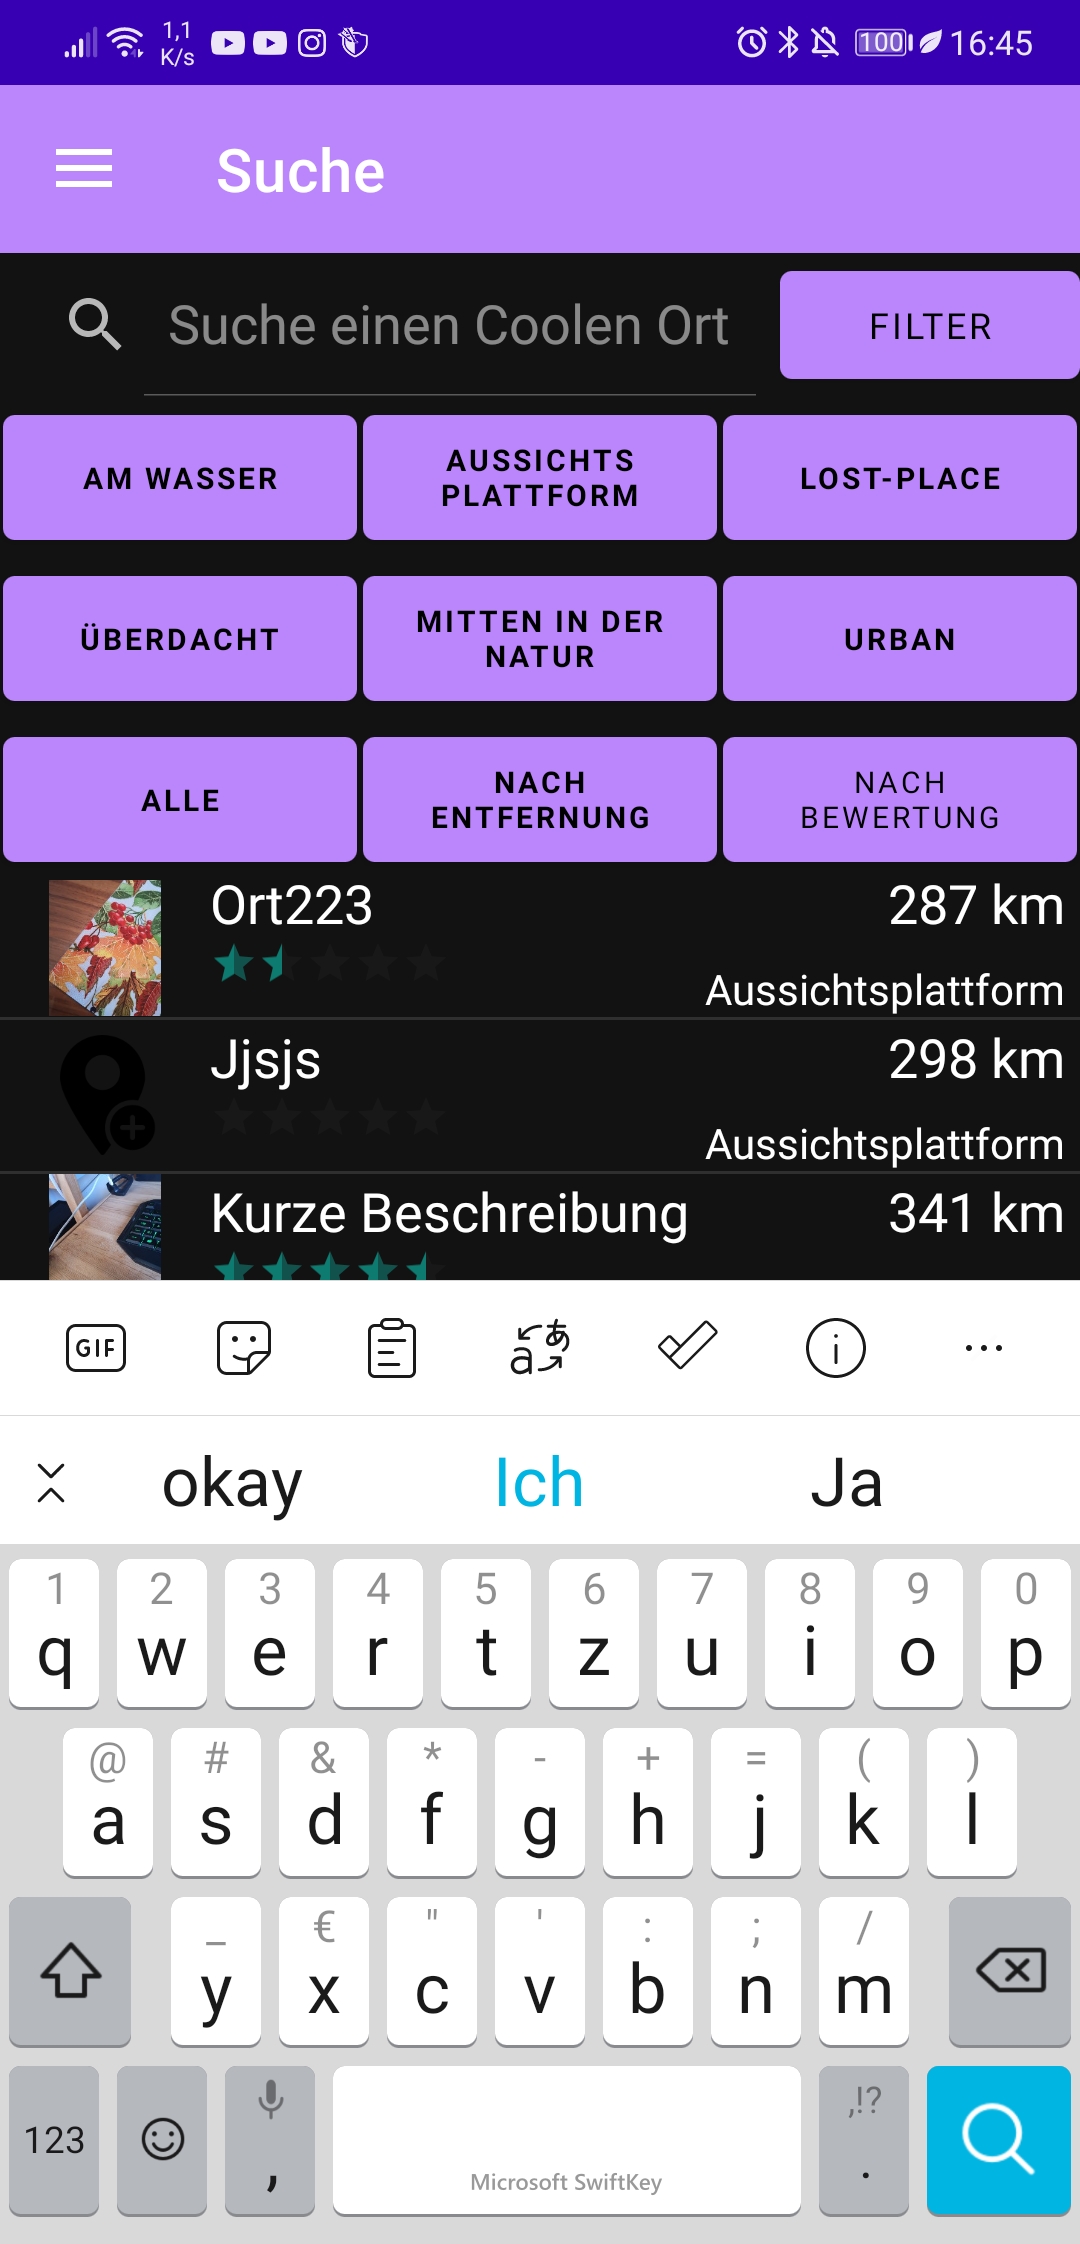 1,1
K/s
100
16:45
Suche
Suche einen Coolen Ort
FILTER
AM WASSER
AUSSICHTS
PLATTFORM
LOST-PLACE
ÜBERDACHT
MITTEN IN DER
NATUR
URBAN
ALLE
NACH
ENTFERNUNG
NACH
BEWERTUNG
Ort223
287 km
Aussichtsplattform
Jjsjs
298 km
Aussichtsplattform
Kurze Beschreibung
341 km
GIF
a あ
okay Ich Ja
1 2 3 4 5 6 7 8 9 0
q w e r t z u i o p
@ # & * - + = ( )
a s d f g h j k l
_ € " ' : ; /
y x c v b n m
,!?
123 , .
Microsoft SwiftKey